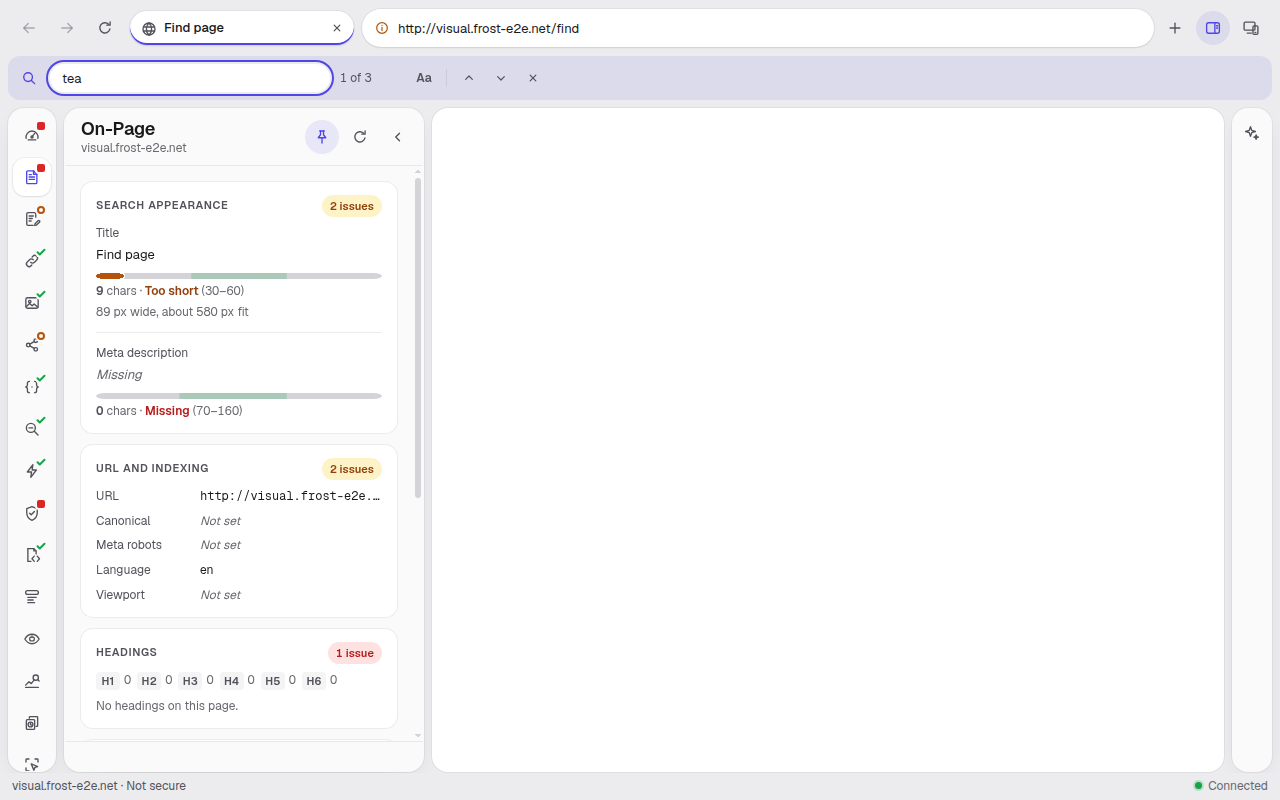 Find page
http://visual.frost-e2e.net/find
tea
1 of 3
Aa
On-Page
visual.frost-e2e.net
SEARCH APPEARANCE
2 issues
Title
Find page
9 chars · Too short (30–60)
89 px wide, about 580 px fit
Meta description
Missing
0 chars · Missing (70–160)
URL AND INDEXING
2 issues
URL http://visual.frost-e2e.…
Canonical Not set
Meta robots Not set
Language en
Viewport Not set
HEADINGS
1 issue
H1 0 H2 0 H3 0 H4 0 H5 0 H6 0
No headings on this page.
visual.frost-e2e.net · Not secure
Connected